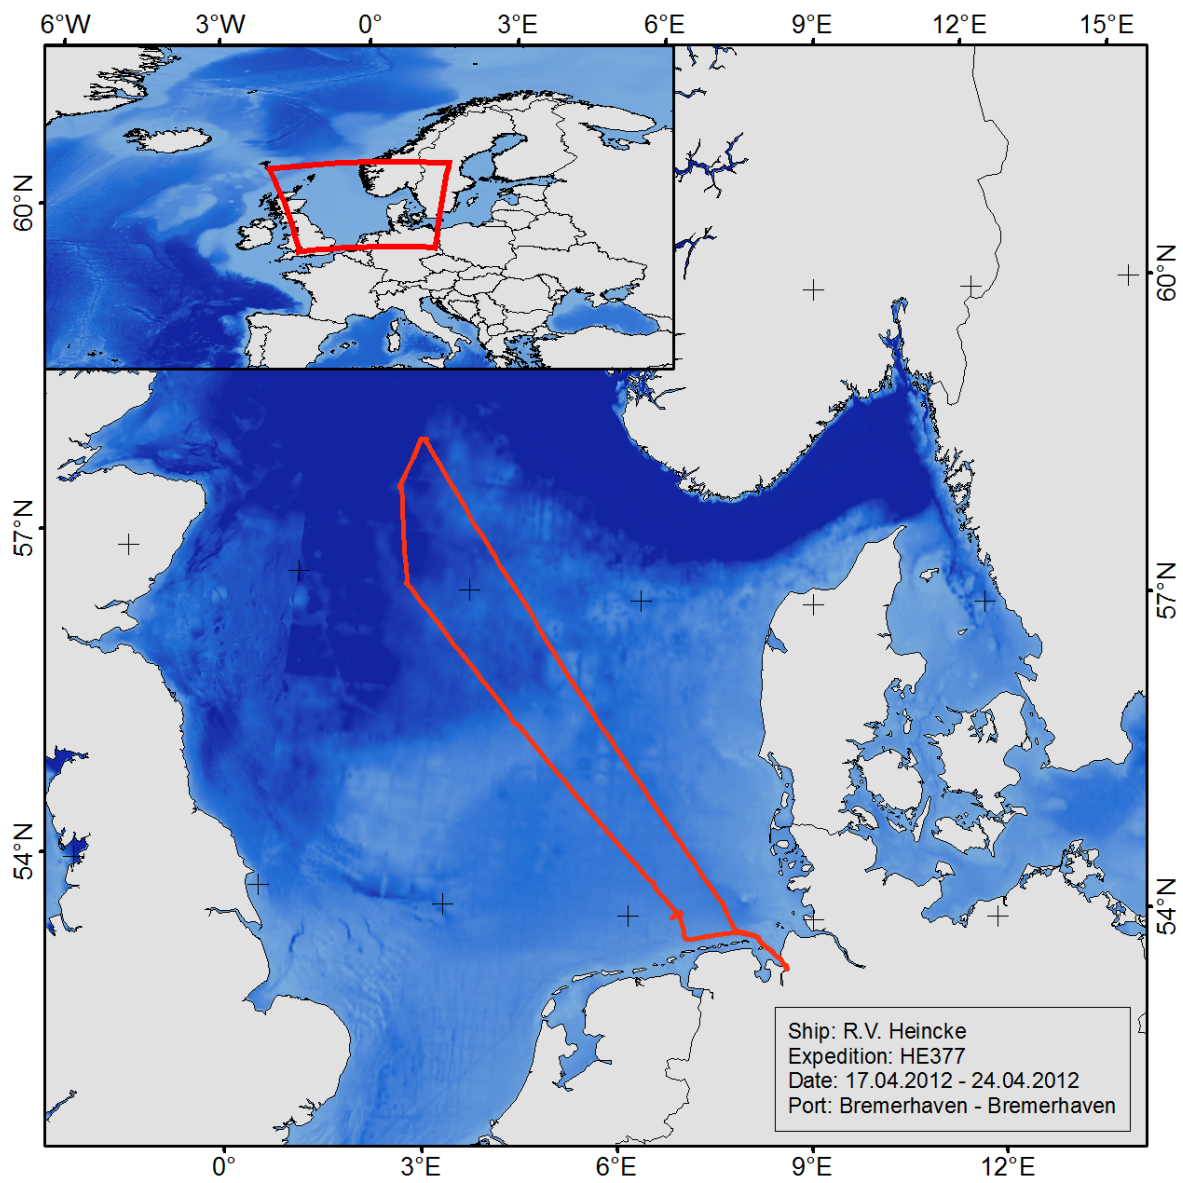 6°W 3°W 0° 3°E 6°E 9°E 12°E 15°E
60°N
60°N
57°N
57°N
54°N
54°N
Ship: R.V. Heincke
Expedition: HE377
Date: 17.04.2012 - 24.04.2012
Port: Bremerhaven - Bremerhaven
0° 3°E 6°E 9°E 12°E